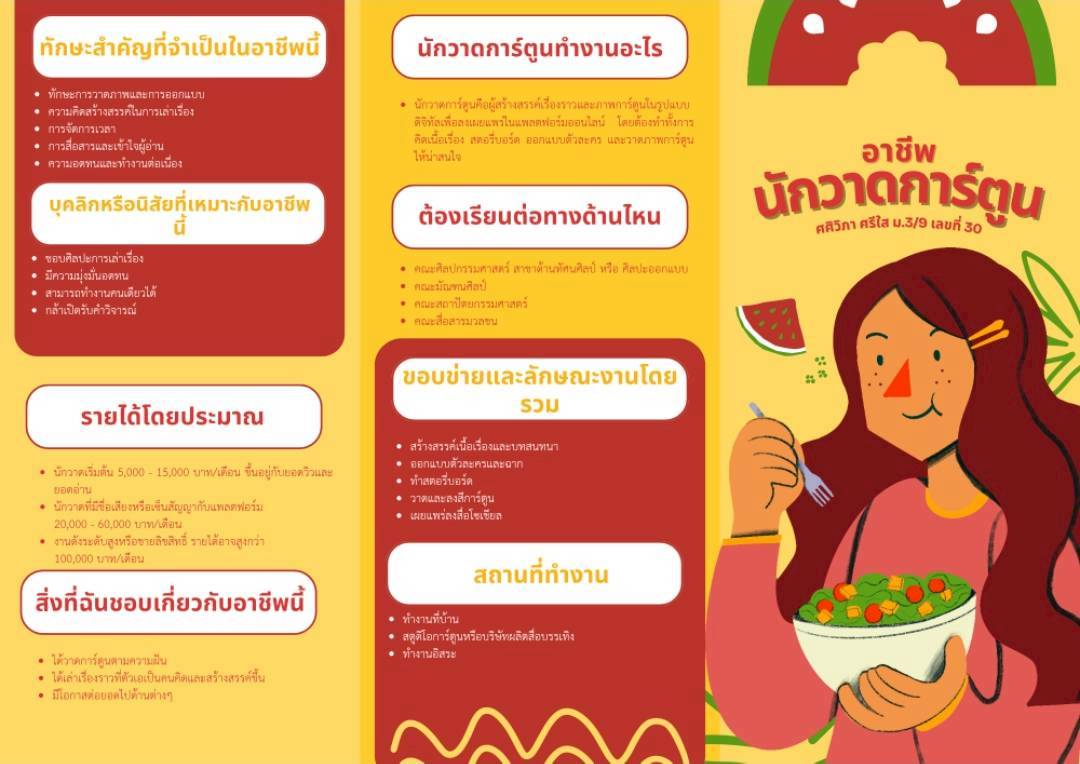 ทักษะสำคัญที่จำเป็นในอาชีพนี้
ทักษะการวาดภาพและการออกแบบ
ความคิดสร้างสรรค์ในการเล่าเรื่อง
การจัดการเวลา
การสื่อสารและเข้าใจผู้อ่าน
ความอดทนและทำงานต่อเนื่อง
บุคลิกหรือนิสัยที่เหมาะกับอาชีพ
นี้
ชอบศิลปะการเล่าเรื่อง
มีความมุ่งมั่นอดทน
สามารถทำงานคนเดียวได้
กล้าเปิดรับคำวิจารณ์
รายได้โดยประมาณ
นักวาดเริ่มต้น 5,000 - 15,000 บาท/เดือน ขึ้นอยู่กับยอดวิวและ
ยอดอ่าน
นักวาดที่มีชื่อเสียงหรือเซ็นสัญญากับแพลตฟอร์ม
20,000 - 60,000 บาท/เดือน
งานดังระดับสูงหรือขายลิขสิทธิ์ รายได้อาจสูงกว่า
100,000 บาท/เดือน
สิ่งที่ฉันชอบเกี่ยวกับอาชีพนี้
ได้วาดการ์ตูนตามความฝัน
ได้เล่าเรื่องราวที่ตัวเอเป็นคนคิดและสร้างสรรค์ขึ้น
มีโอกาสต่อยอดไปด้านต่างๆ
นักวาดการ์ตูนทำงานอะไร
นักวาดการ์ตูนคือผู้สร้างสรรค์เรื่องราวและภาพการ์ตูนในรูปแบบ
ดิจิทัลเพื่อลงเผยแพร่ในแพลตฟอร์มออนไลน์ โดยต้องทำทั้งการ
คิดเนื้อเรื่อง สตอรี่บอร์ด ออกแบบตัวละคร และวาดภาพการ์ตูน
ให้น่าสนใจ
ต้องเรียนต่อทางด้านไหน
คณะศิลปกรรมศาสตร์ สาขาด้านทัศนศิลป์ หรือ ศิลปะออกแบบ
คณะมัณฑนศิลป์
คณะสถาปัตยกรรมศาสตร์
คณะสื่อสารมวลชน
ขอบข่ายและลักษณะงานโดย
รวม
สร้างสรรค์เนื้อเรื่องและบทสนทนา
ออกแบบตัวละครและฉาก
ทำสตอรี่บอร์ด
วาดและลงสีการ์ตูน
เผยแพร่ลงสื่อโซเชียล
สถานที่ทำงาน
ทำงานที่บ้าน
สตูดิโอการ์ตูนหรือบริษัทผลิตสื่อบรรเทิง
ทำงานอิสระ
อาชีพ
นักวาดการ์ตูน
ศศิวิภา ศรีใส ม.3/9 เลขที่ 30